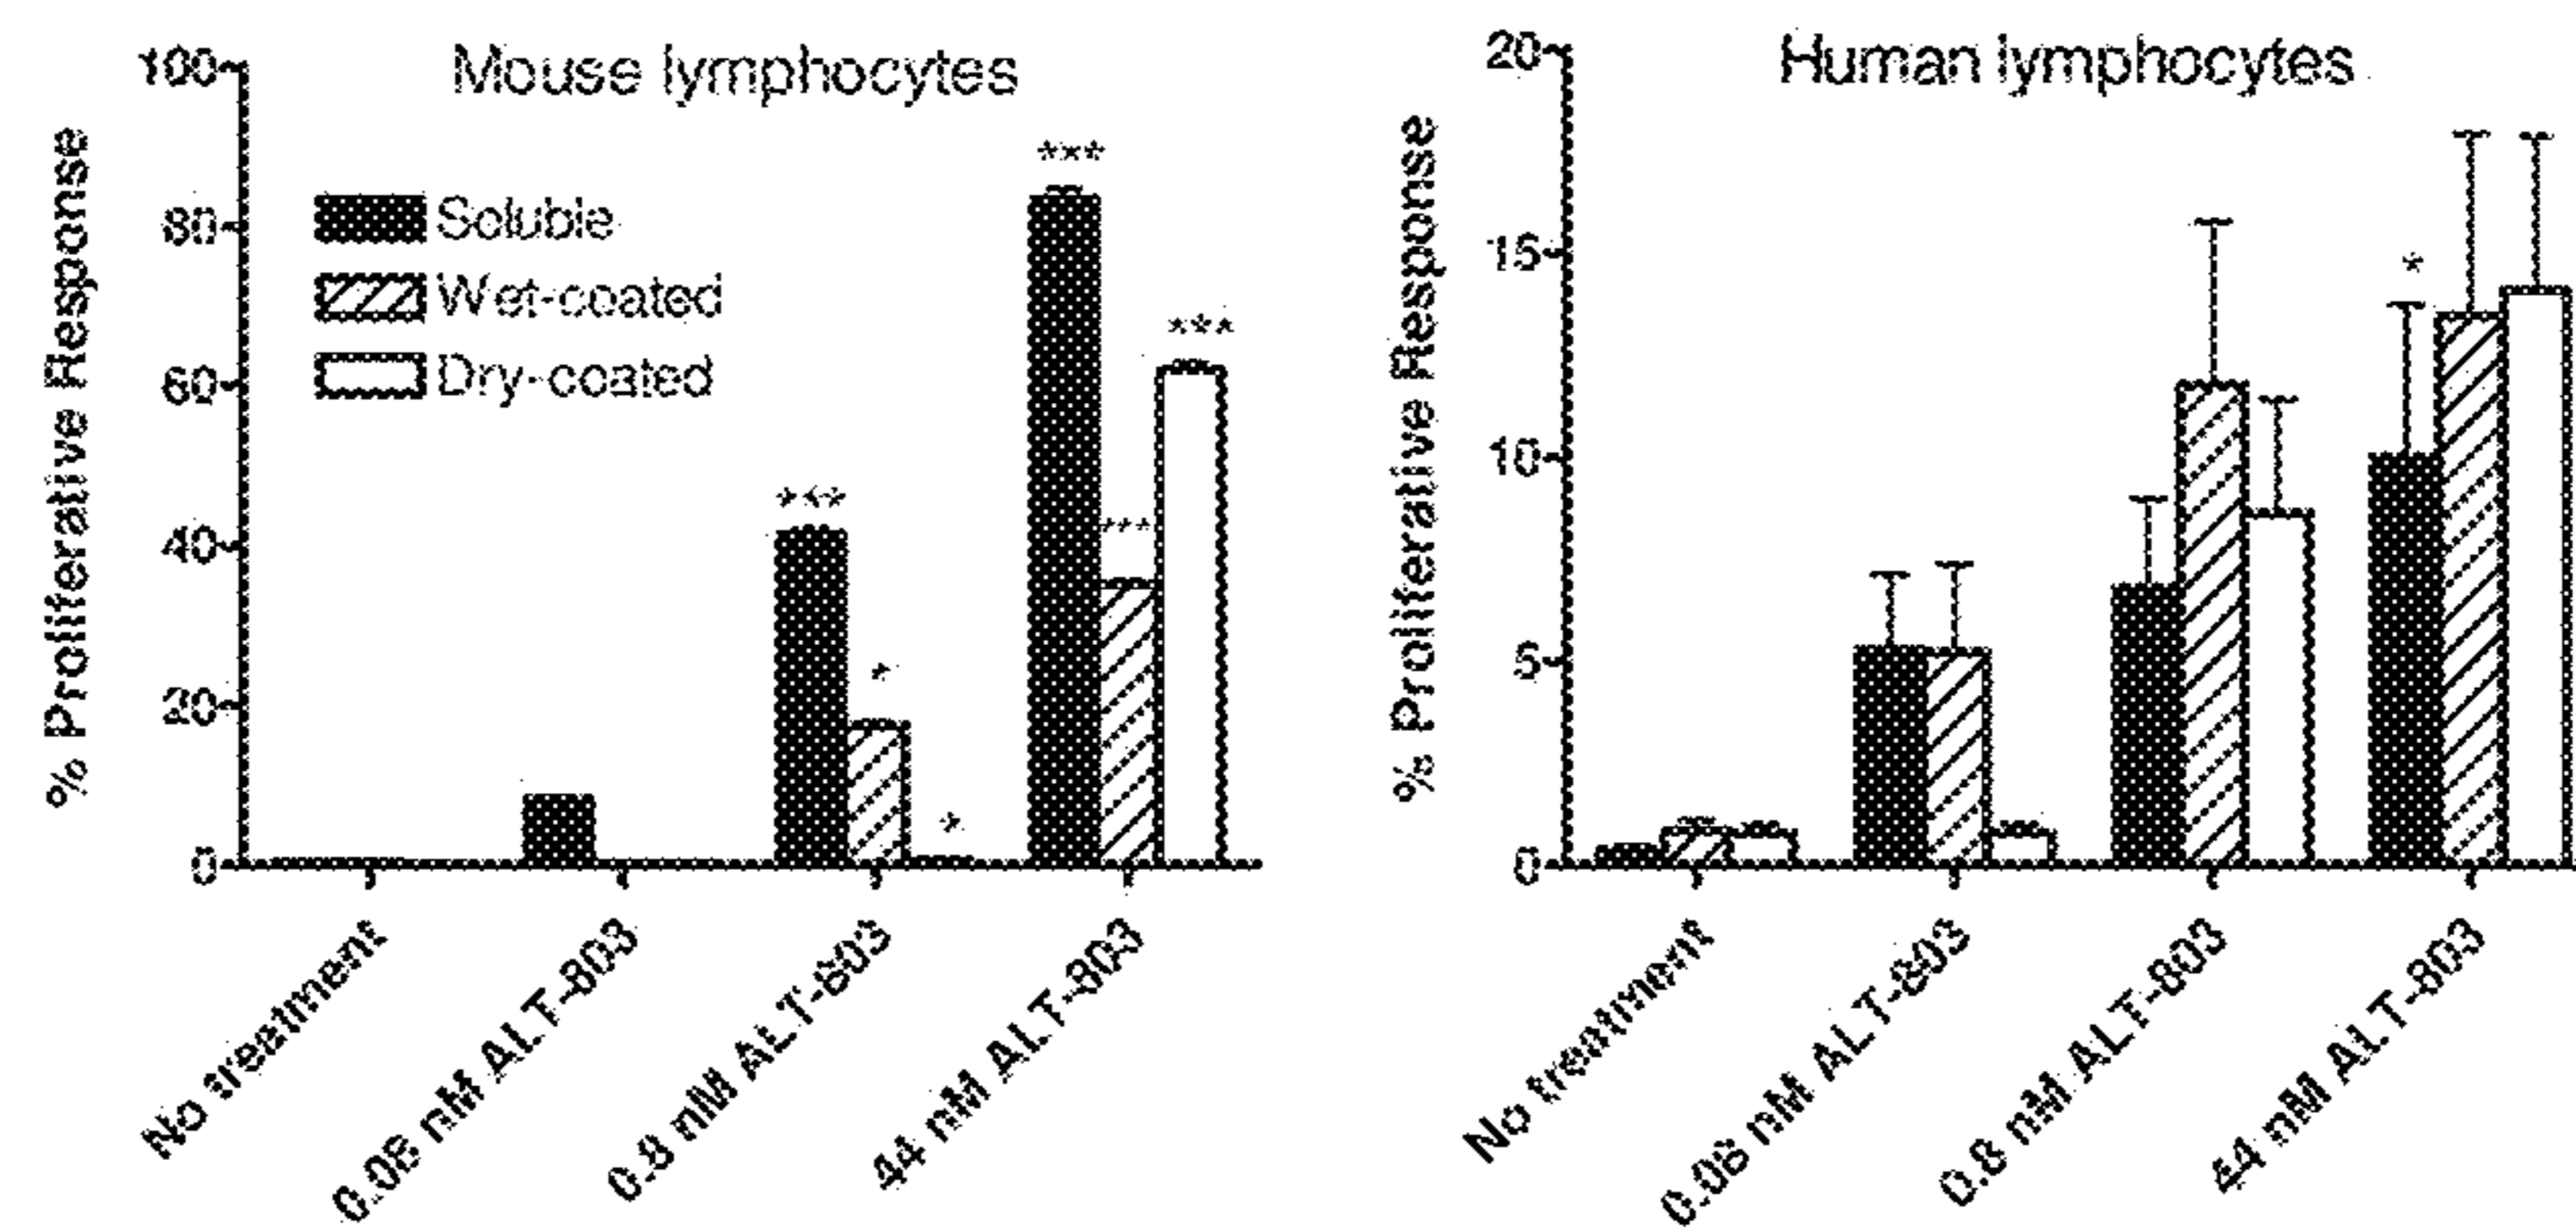 Mouse lymphocytes
% Proliferative Response
100
80
60
40
20
0
Soluble
Wet-coated
Dry-coated
***
*
*
***
***
***
No treatment
0.08 nM ALT-803
0.8 nM ALT-803
44 nM ALT-803
Human lymphocytes
% Proliferative Response
20
15
10
5
0
*
No treatment
0.08 nM ALT-803
0.8 nM ALT-803
44 nM ALT-803